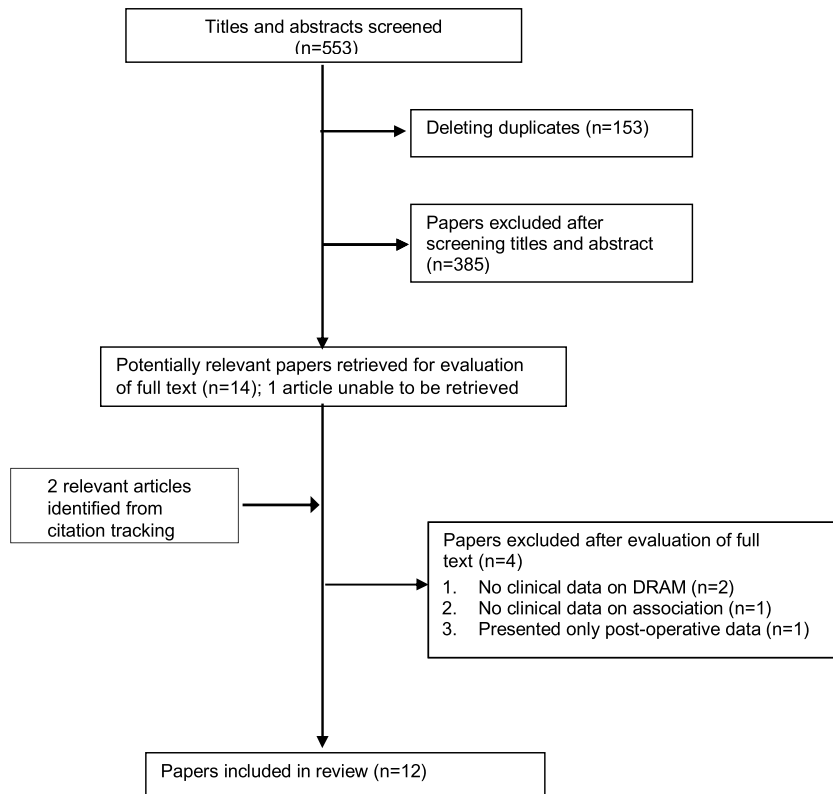 Titles and abstracts screened
(n=553)
Deleting duplicates (n=153)
Papers excluded after
screening titles and abstract
(n=385)
Potentially relevant papers retrieved for evaluation
of full text (n=14); 1 article unable to be retrieved
2 relevant articles
identified from
citation tracking
Papers excluded after evaluation of full
text (n=4)
1. No clinical data on DRAM (n=2)
2. No clinical data on association (n=1)
3. Presented only post-operative data (n=1)
Papers included in review (n=12)